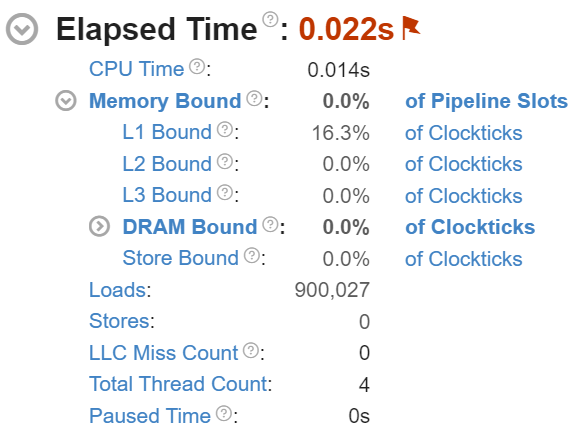 Elapsed Time ?: 0.022s
CPU Time ?: 0.014s
Memory Bound ?: 0.0% of Pipeline Slots
L1 Bound ?: 16.3% of Clockticks
L2 Bound ?: 0.0% of Clockticks
L3 Bound ?: 0.0% of Clockticks
DRAM Bound ?: 0.0% of Clockticks
Store Bound ?: 0.0% of Clockticks
Loads: 900,027
Stores: 0
LLC Miss Count ?: 0
Total Thread Count: 4
Paused Time ?: 0s